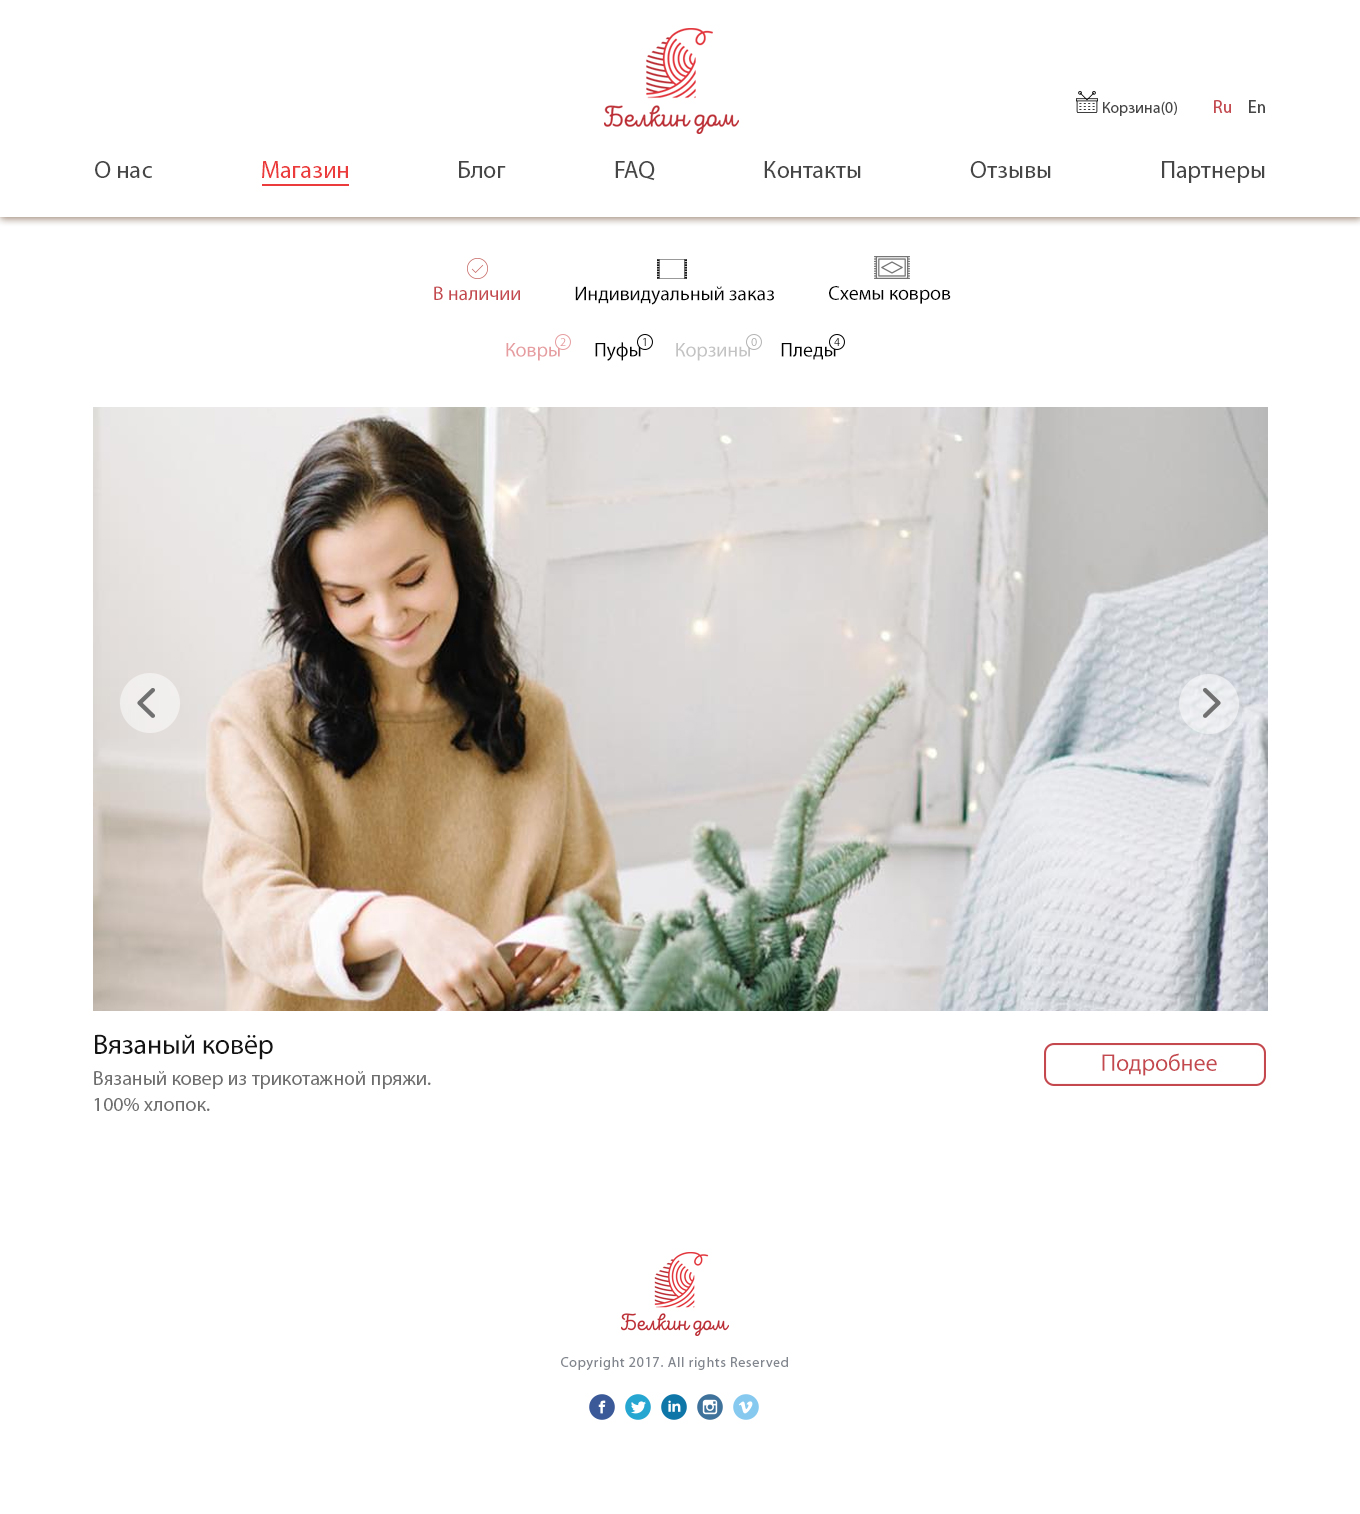 Белкин дом
Корзина(0) Ru En
О нас Магазин Блог FAQ Контакты Отзывы Партнеры
В наличии Индивидуальный заказ Схемы ковров
Ковры 2 Пуфы 1 Корзины 0 Пледы 4
Вязаный ковёр
Подробнее
Вязаный ковер из трикотажной пряжи.
100% хлопок.
Белкин дом
Copyright 2017. All rights Reserved